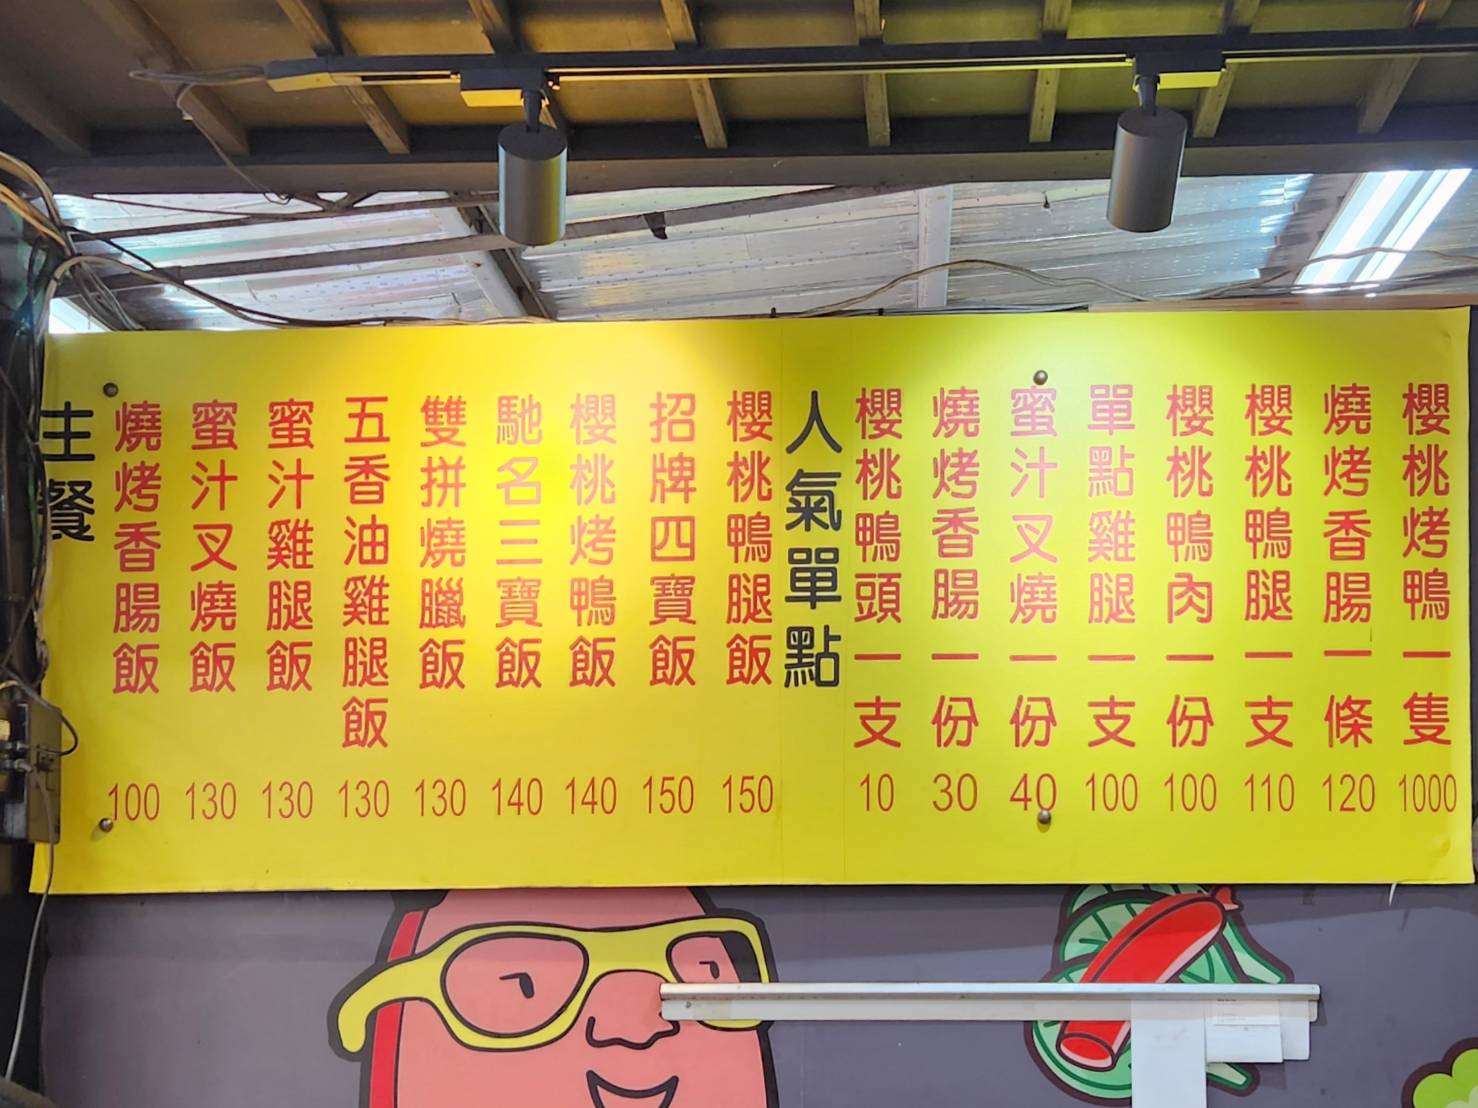 主餐
燒烤香腸飯 100
蜜汁叉燒飯 130
蜜汁雞腿飯 130
五香油雞腿飯 130
雙拼燒臘飯 130
馳名三寶飯 140
櫻桃烤鴨飯 140
招牌四寶飯 150
櫻桃鴨腿飯 150
人氣單點
櫻桃鴨頭一支 10
燒烤香腸一份 30
蜜汁叉燒一份 40
單點雞腿一支 100
櫻桃鴨肉一份 100
櫻桃鴨腿一支 110
燒烤香腸一條 120
櫻桃烤鴨一隻 1000